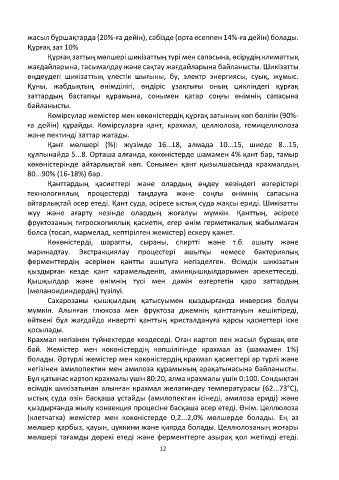 жасыл бұршақтарда (20%-ға дейін), сәбізде (орта есеппен 14%-ға дейін) болады.
Құрғақ зат 10%
Құрғақ заттың мөлшері шикізаттың түрі мен сапасына, өсірудің климаттық
жағдайларына, тасымалдау және сақтау жағдайларына байланысты. Шикізатты
өңдеудегі шикізаттың үлестік шығыны, бу, электр энергиясы, суық, жұмыс.
Құны, жабдықтың өнімділігі, өндіріс ұзақтығы оның циклндегі құрғақ
заттардың бастапқы құрамына, сонымен қатар соңғы өнімнің сапасына
байланысты.
Көмірсулар жемістер мен көкөністердің құрғақ затының көп бөлігін (90%-
ға дейін) құрайды. Көмірсуларға қант, крахмал, целлюлоза, гемицеллюлоза
және пектинді заттар жатады.
Қант мөлшері (%): жүзімде 16...18, алмада 10...15, шиеде 8...15,
құлпынайда 5...8. Орташа алғанда, көкөністерде шамамен 4% қант бар, тамыр
көкөністерінде айтарлықтай көп. Сонымен қант қызылшасында крахмалдың
80...90% (16-18%) бар.
Қанттардың қасиеттері және олардың өңдеу кезіндегі өзгерістері
технологиялық процестерді таңдауға және соңғы өнімнің сапасына
айтарлықтай әсер етеді. Қант суда, әсіресе ыстық суда жақсы ериді. Шикізатты
жуу және ағарту кезінде олардың жоғалуы мүмкін. Қанттың, әсіресе
фруктозаның гигроскопиялық қасиетін, егер өнім герметикалық жабылмаған
болса (тосап, мармелад, кептірілген жемістер) ескеру қажет.
Көкөністерді, шарапты, сыраны, спиртті және т.б. ашыту және
маринадтау. Экстракциялау процестері ашытқы немесе бактериялық
ферменттердің әсерінен қантты ашытуға негізделген. Өсімдік шикізатын
қыздырған кезде қант карамельденіп, аминқышқылдарымен әрекеттеседі.
Қышқылдар және өнімнің түсі мен дәмін өзгертетін қара заттардың
(меланоидиндердің) түзілуі.
Сахарозаны қышқылдың қатысуымен қыздырғанда инверсия болуы
мүмкін. Алынған глюкоза мен фруктоза джемнің қанттануын кешіктіреді,
өйткені бұл жағдайда инвертті қанттың кристалдануға қарсы қасиеттері іске
қосылады.
Крахмал негізінен түйнектерде кездеседі. Оған картоп пен жасыл бұршақ өте
бай. Жемістер мен көкөністердің көпшілігінде крахмал аз (шамамен 1%)
болады. Әртүрлі жемістер мен көкөністердің крахмал қасиеттері әр түрлі және
негізінен амилопектин мен амилоза құрамының арақатынасына байланысты.
Бұл қатынас картоп крахмалы үшін 80:20, алма крахмалы үшін 0:100. Сондықтан
өсімдік шикізатынан алынған крахмал желатиндеу температурасы (62...73°С),
ыстық суда өзін басқаша ұстайды (амилопектин ісінеді, амилоза ериді) және
қыздырғанда жылу конвекция процесіне басқаша әсер етеді. Өнім. Целлюлоза
(клетчатка) жемістер мен көкөністерде 0,2...2,0% мөлшерде болады. Ең аз
мөлшер қарбыз, қауын, цуккини және қиярда болады. Целлюлозаның жоғары
мөлшері тағамды дөрекі етеді және ферменттерге азырақ қол жетімді етеді.
12